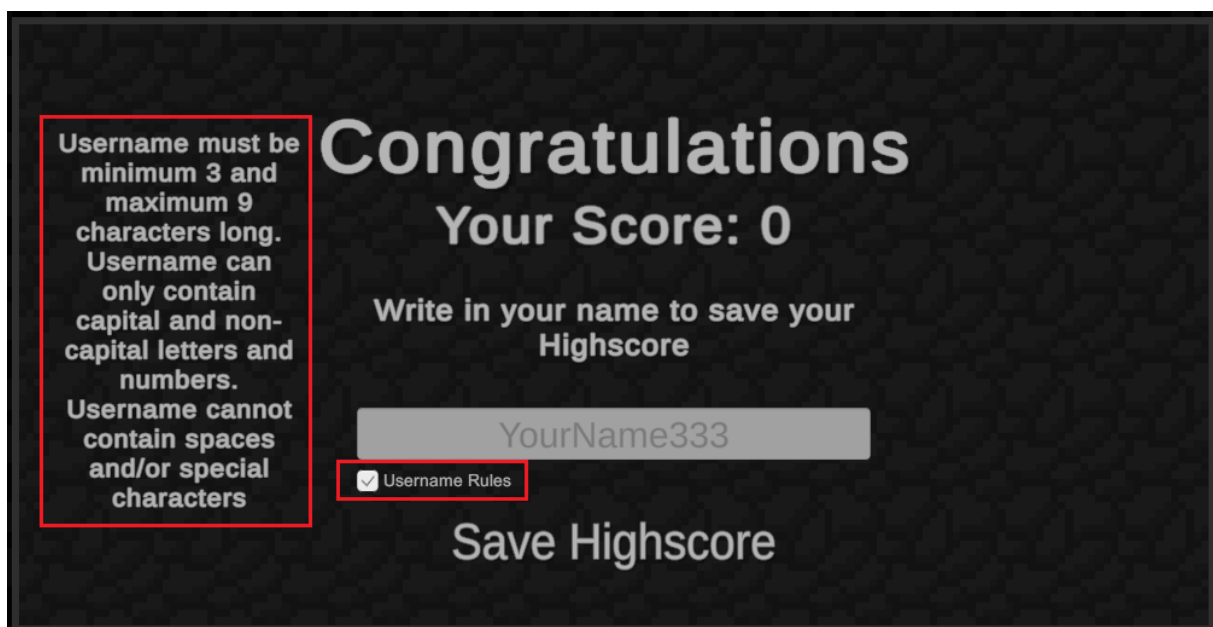 Username must be
minimum 3 and
maximum 9
characters long.
Username can
only contain
capital and non-
capital letters and
numbers.
Username cannot
contain spaces
and/or special
characters
Congratulations
Your Score: 0
Write in your name to save your
Highscore
YourName333
Username Rules
Save Highscore